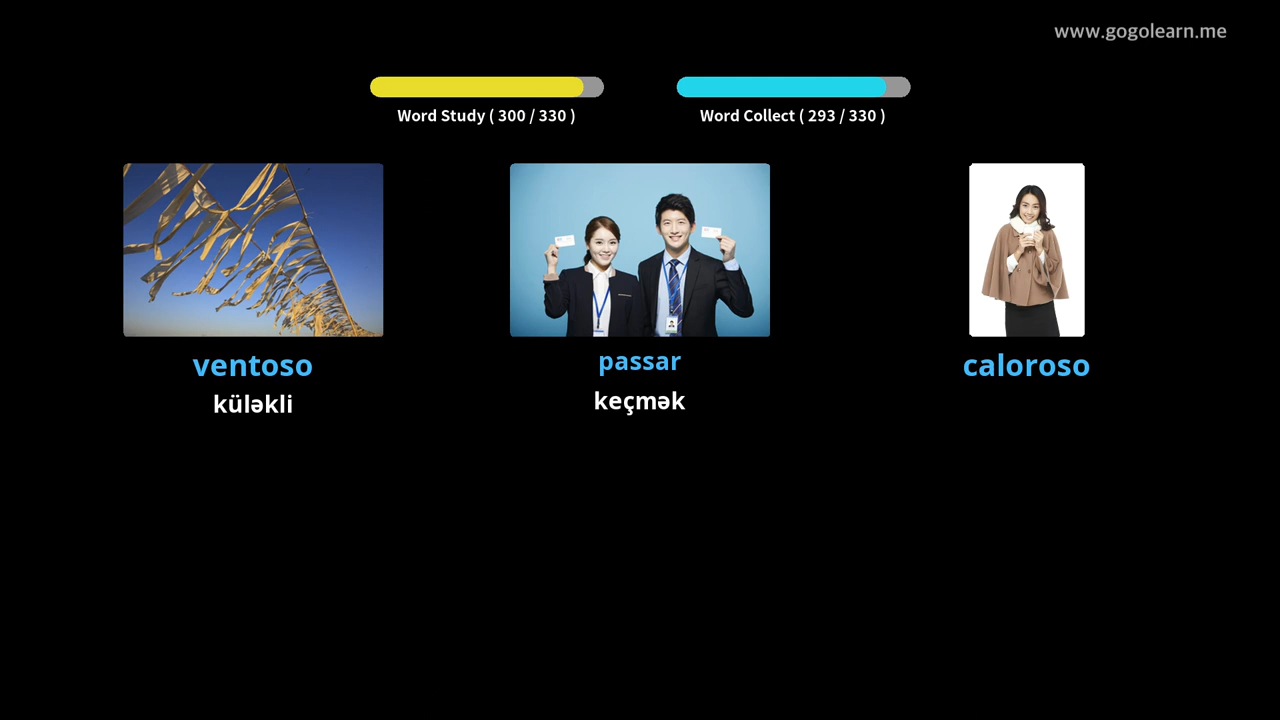 www.gogolearn.me
Word Study ( 300 / 330 )
Word Collect ( 293 / 330 )
ventoso
küləkli
passar
keçmək
caloroso